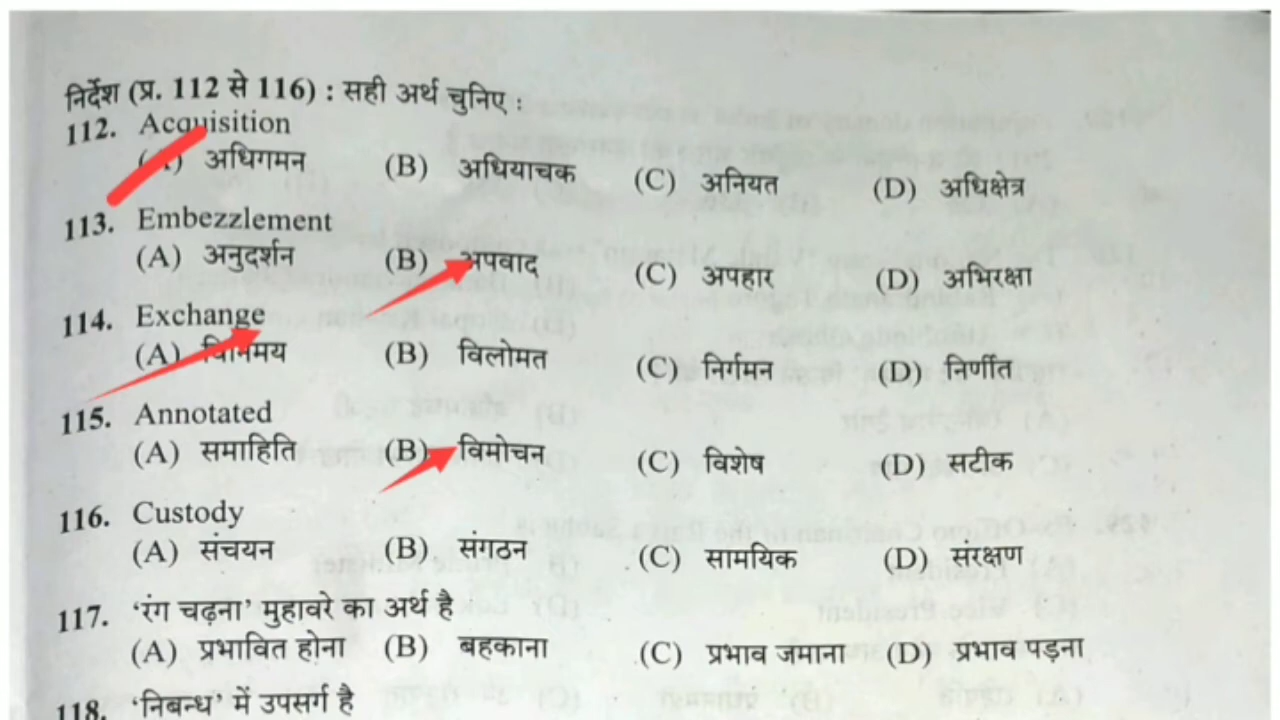 निर्देश (प्र. 112 से 116) : सही अर्थ चुनिए :
112. Acquisition
(A) अधिगमन (B) अधियाचक (C) अनियत (D) अधिक्षेत्र
113. Embezzlement
(A) अनुदर्शन (B) अपवाद (C) अपहार (D) अभिरक्षा
114. Exchange
(A) विनिमय (B) विलोमत (C) निर्गमन (D) निर्णीत
115. Annotated
(A) समाहिति (B) विमोचन (C) विशेष (D) सटीक
116. Custody
(A) संचयन (B) संगठन (C) सामयिक (D) संरक्षण
117. ‘रंग चढ़ना’ मुहावरे का अर्थ है
(A) प्रभावित होना (B) बहकाना (C) प्रभाव जमाना (D) प्रभाव पड़ना
118. ‘निबन्ध’ में उपसर्ग है